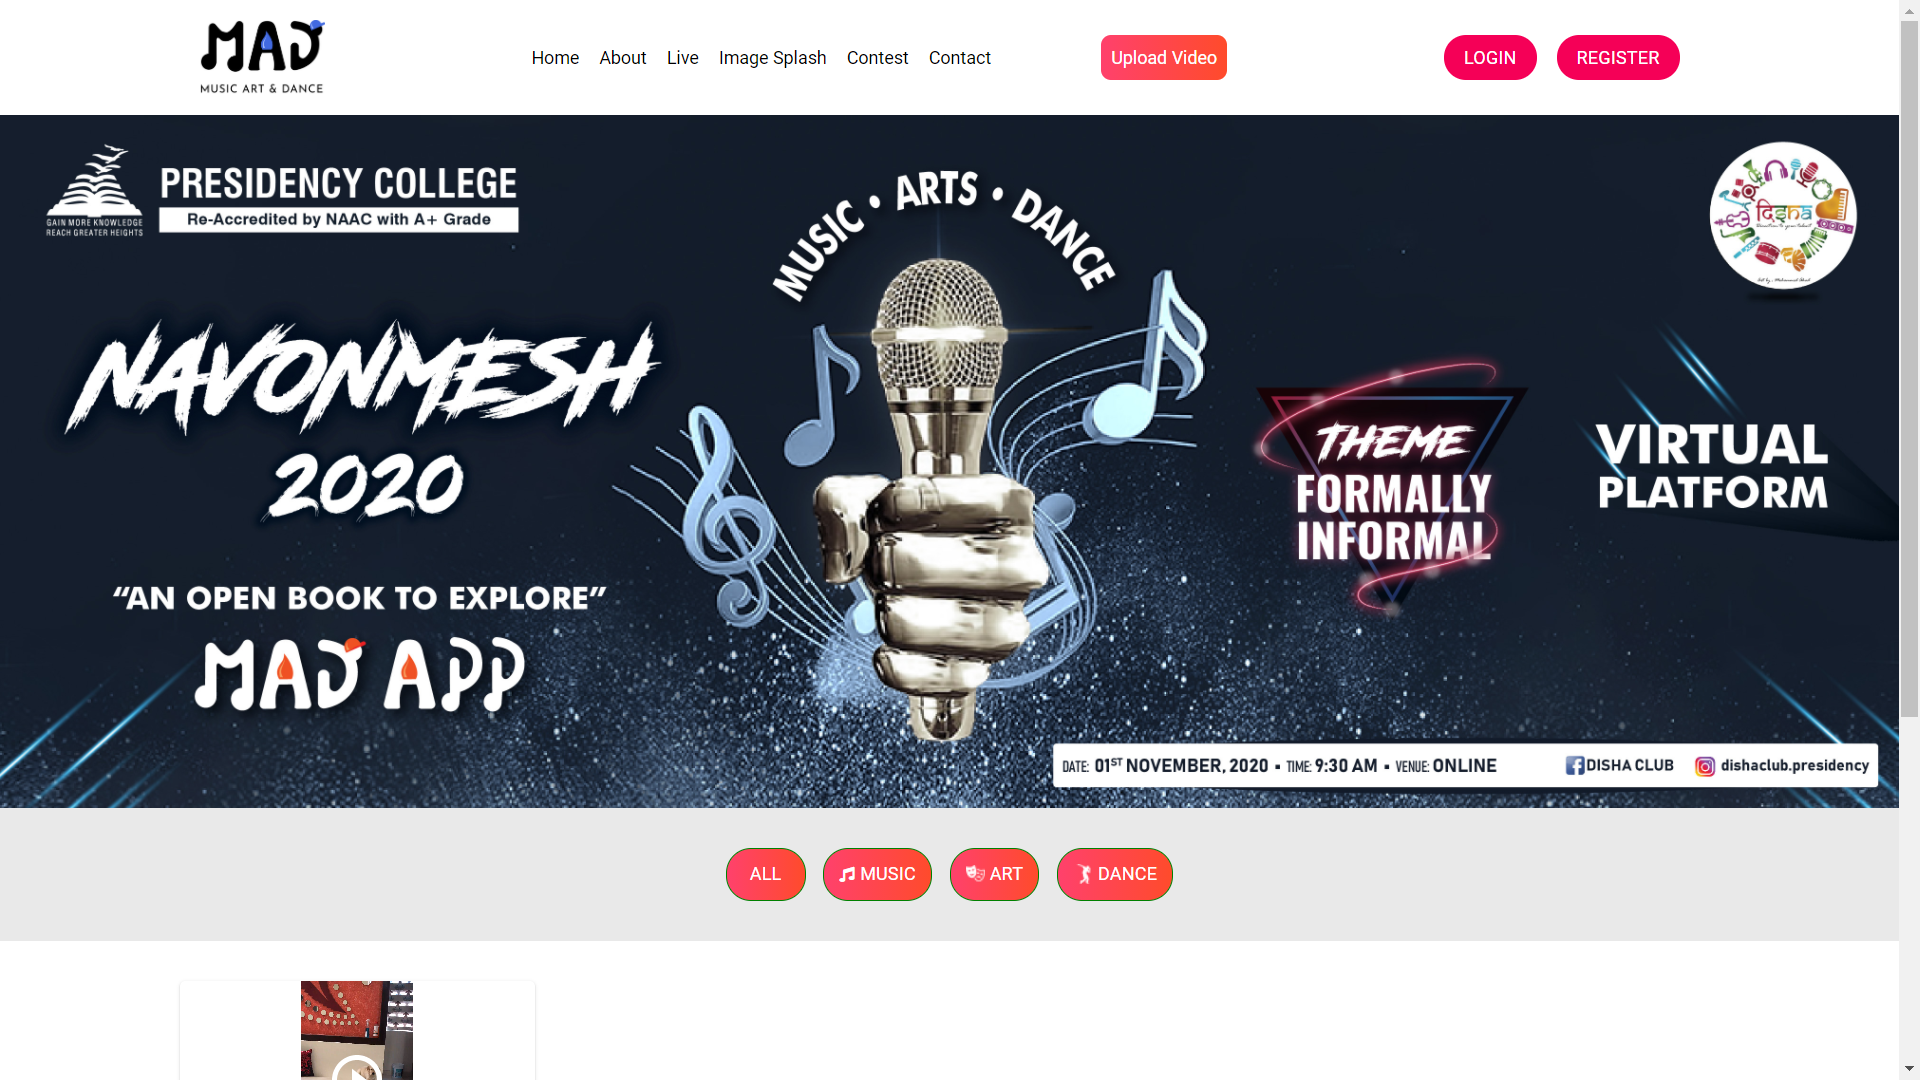 MAD
MUSIC ART & DANCE
Home
About
Live
Image Splash
Contest
Contact
Upload Video
LOGIN
REGISTER
GAIN MORE KNOWLEDGE
REACH GREATER HEIGHTS
PRESIDENCY COLLEGE
Re-Accredited by NAAC with A+ Grade
MUSIC • ARTS • DANCE
NAVONMESH
2020
“AN OPEN BOOK TO EXPLORE”
MAD APP
THEME
FORMALLY
INFORMAL
VIRTUAL
PLATFORM
DATE: 01ST NOVEMBER, 2020 ▪ TIME: 9:30 AM ▪ VENUE: ONLINE
DISHA CLUB
dishaclub.presidency
ALL
MUSIC
ART
DANCE